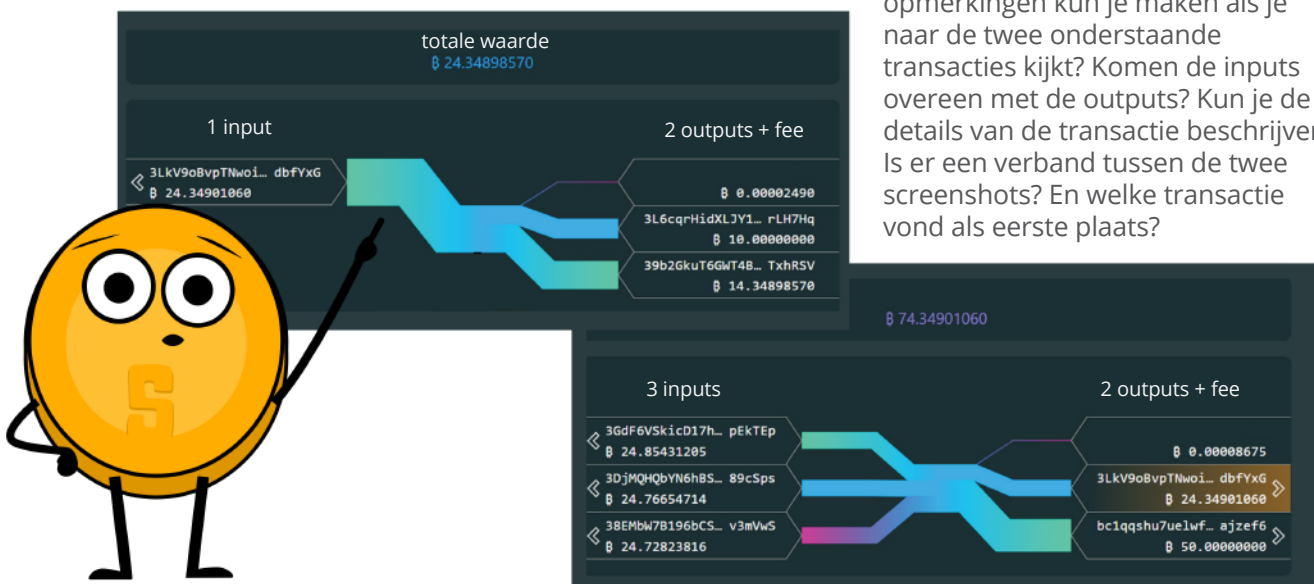 opmerkingen kun je maken als je
naar de twee onderstaande
transacties kijkt? Komen de inputs
overeen met de outputs? Kun je de
details van de transactie beschrijven
Is er een verband tussen de twee
screenshots? En welke transactie
vond als eerste plaats?
totale waarde
₿ 24.34898570
1 input
2 outputs + fee
3LkV9oBvpTNwoi… dbfYxG
₿ 24.34901060
₿ 0.00002490
3L6cqrHidXLJY1… rLH7Hq
₿ 10.00000000
39b2GkuT6GWT4B… TxhRSV
₿ 14.34898570
₿ 74.34901060
3 inputs
2 outputs + fee
3GdF6VSkicD17h… pEkTEp
₿ 24.85431205
3DjMQHQbYN6hBS… 89cSps
₿ 24.76654714
38EMbW7B196bCS… v3mVwS
₿ 24.72823816
₿ 0.00008675
3LkV9oBvpTNwoi… dbfYxG
₿ 24.34901060
bc1qqshu7uelwf… ajzef6
₿ 50.00000000
S